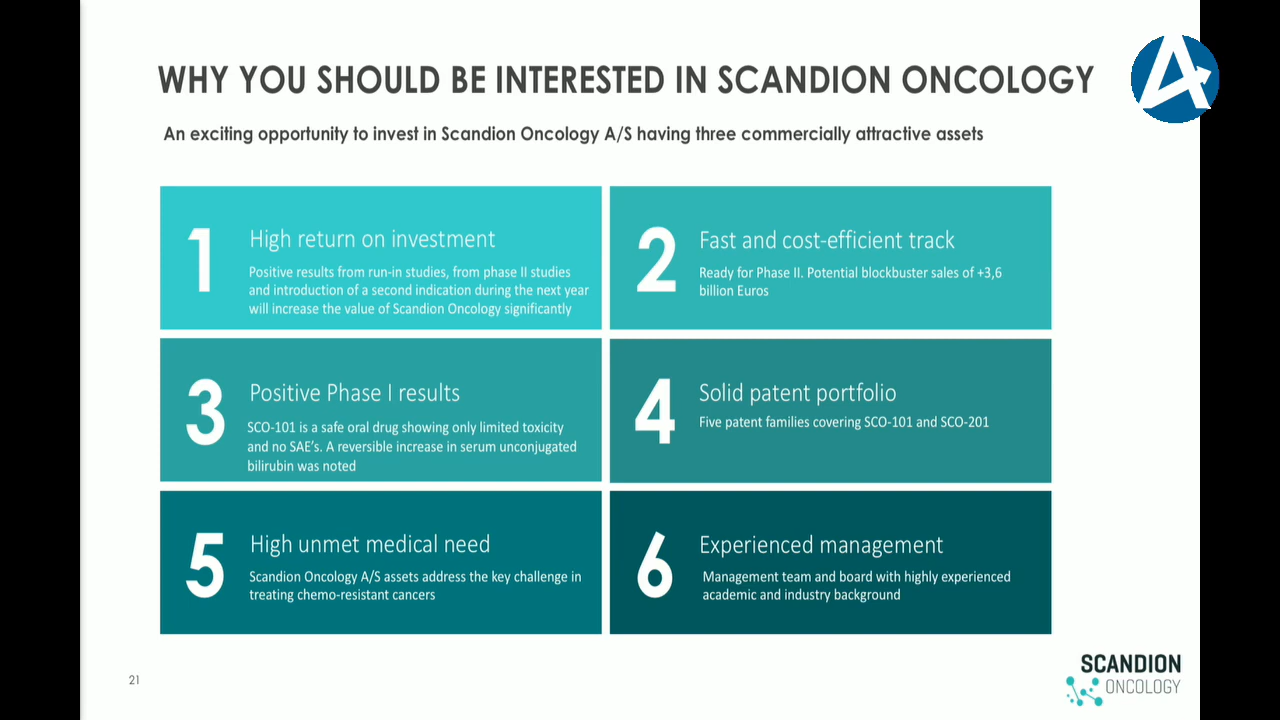 WHY YOU SHOULD BE INTERESTED IN SCANDION ONCOLOGY
An exciting opportunity to invest in Scandion Oncology A/S having three commercially attractive assets
1
High return on investment
Positive results from run-in studies, from phase II studies
and introduction of a second indication during the next year
will increase the value of Scandion Oncology significantly
2
Fast and cost-efficient track
Ready for Phase II. Potential blockbuster sales of +3,6
billion Euros
3
Positive Phase I results
SCO-101 is a safe oral drug showing only limited toxicity
and no SAE's. A reversible increase in serum unconjugated
bilirubin was noted
4
Solid patent portfolio
Five patent families covering SCO-101 and SCO-201
5
High unmet medical need
Scandion Oncology A/S assets address the key challenge in
treating chemo-resistant cancers
6
Experienced management
Management team and board with highly experienced
academic and industry background
21
SCANDION
ONCOLOGY